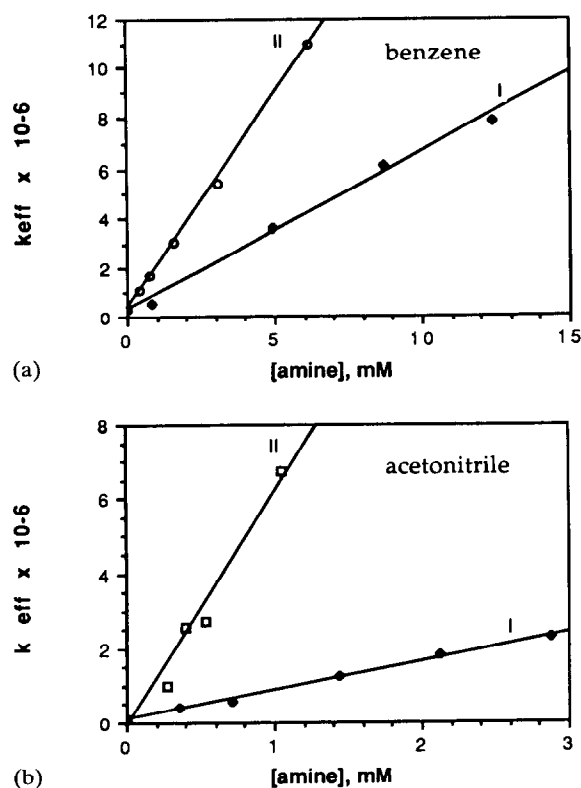 12
10
8
6
4
2
0
keff x 10-6
II
benzene
I
0
5
10
15
[amine], mM
(a)
8
6
4
2
0
k eff x 10-6
II
acetonitrile
I
0
1
2
3
[amine], mM
(b)